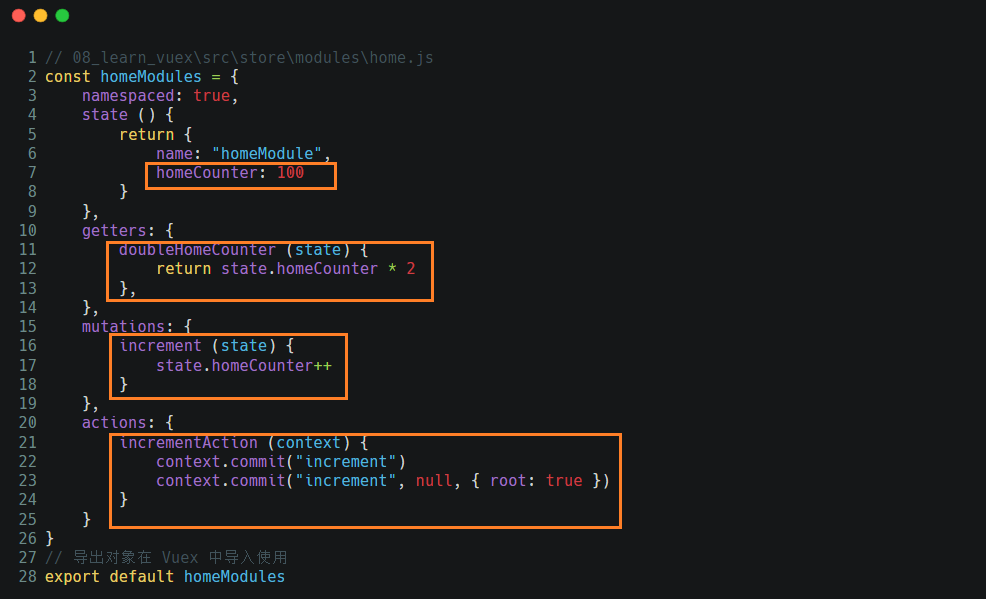 1 // 08_learn_vuex\src\store\modules\home.js
2 const homeModules = {
3     namespaced: true,
4     state () {
5         return {
6             name: "homeModule",
7             homeCounter: 100
8         }
9     },
10     getters: {
11         doubleHomeCounter (state) {
12             return state.homeCounter * 2
13         },
14     },
15     mutations: {
16         increment (state) {
17             state.homeCounter++
18         }
19     },
20     actions: {
21         incrementAction (context) {
22             context.commit("increment")
23             context.commit("increment", null, { root: true })
24         }
25     }
26 }
27 // 导出对象在 Vuex 中导入使用
28 export default homeModules